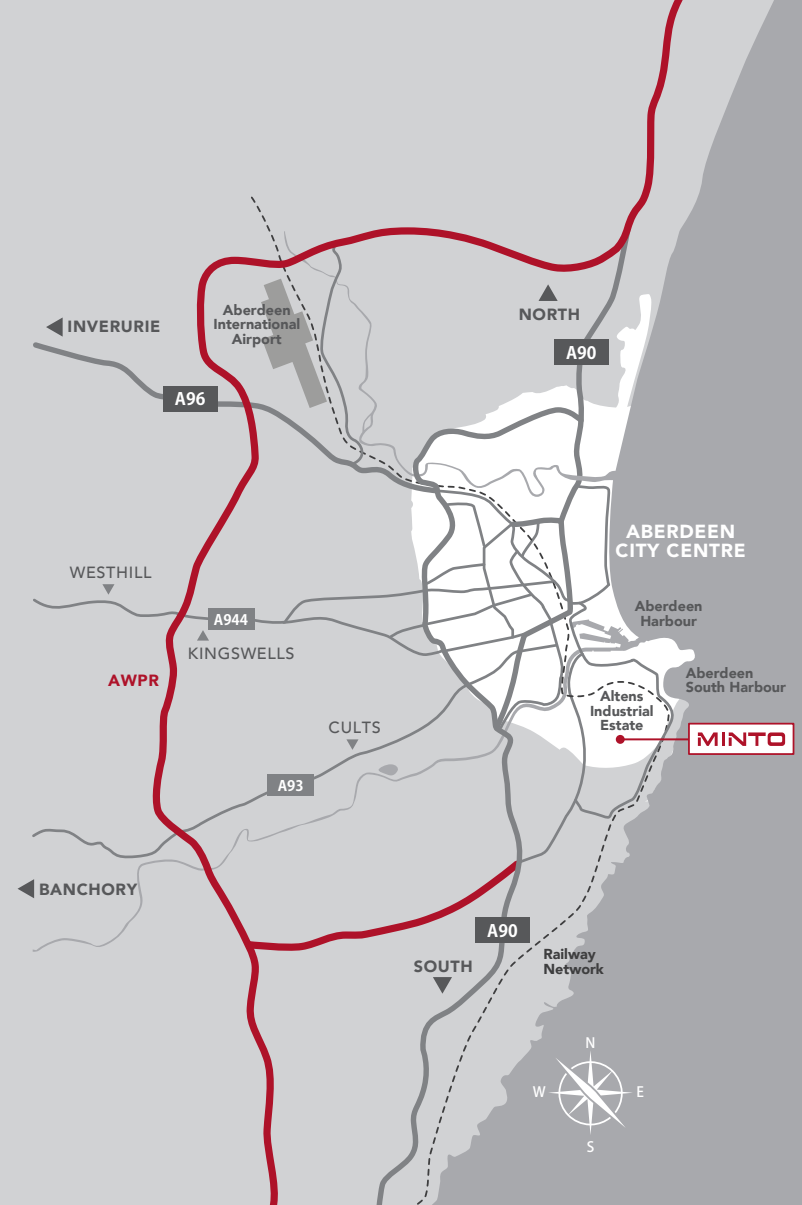 Aberdeen
International
Airport
INVERURIE
NORTH
A90
A96
ABERDEEN
CITY CENTRE
WESTHILL
A944
KINGSWELLS
Aberdeen
Harbour
AWPR
Aberdeen
South Harbour
Altens
Industrial
Estate
MINTO
CULTS
A93
BANCHORY
A90
SOUTH
Railway
Network
N
W
E
S